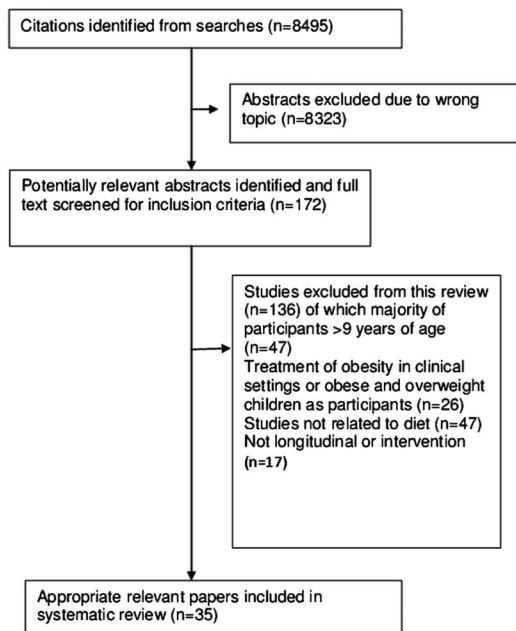 Citations identified from searches (n=8495)
Abstracts excluded due to wrong
topic (n=8323)
Potentially relevant abstracts identified and full
text screened for inclusion criteria (n=172)
Studies excluded from this review
(n=136) of which majority of
participants >9 years of age
(n=47)
Treatment of obesity in clinical
settings or obese and overweight
children as participants (n=26)
Studies not related to diet (n=47)
Not longitudinal or intervention
(n=17)
Appropriate relevant papers included in
systematic review (n=35)